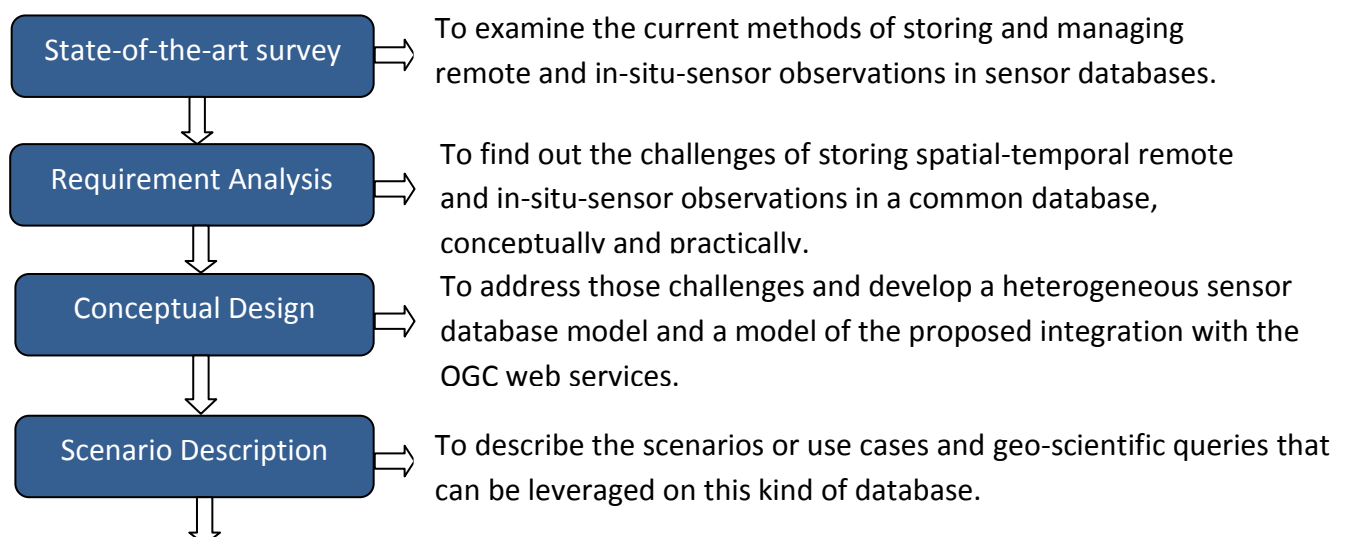 State-of-the-art survey
To examine the current methods of storing and managing
remote and in-situ-sensor observations in sensor databases.
Requirement Analysis
To find out the challenges of storing spatial-temporal remote
and in-situ-sensor observations in a common database,
conceptually and practically.
Conceptual Design
To address those challenges and develop a heterogeneous sensor
database model and a model of the proposed integration with the
OGC web services.
Scenario Description
To describe the scenarios or use cases and geo-scientific queries that
can be leveraged on this kind of database.